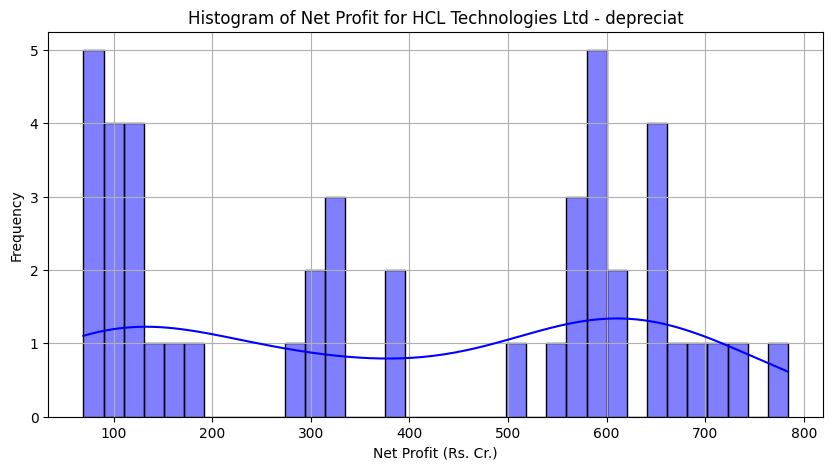 Histogram of Net Profit for HCL Technologies Ltd - depreciat
Frequency
5
4
3
2
1
0
100 200 300 400 500 600 700 800
Net Profit (Rs. Cr.)